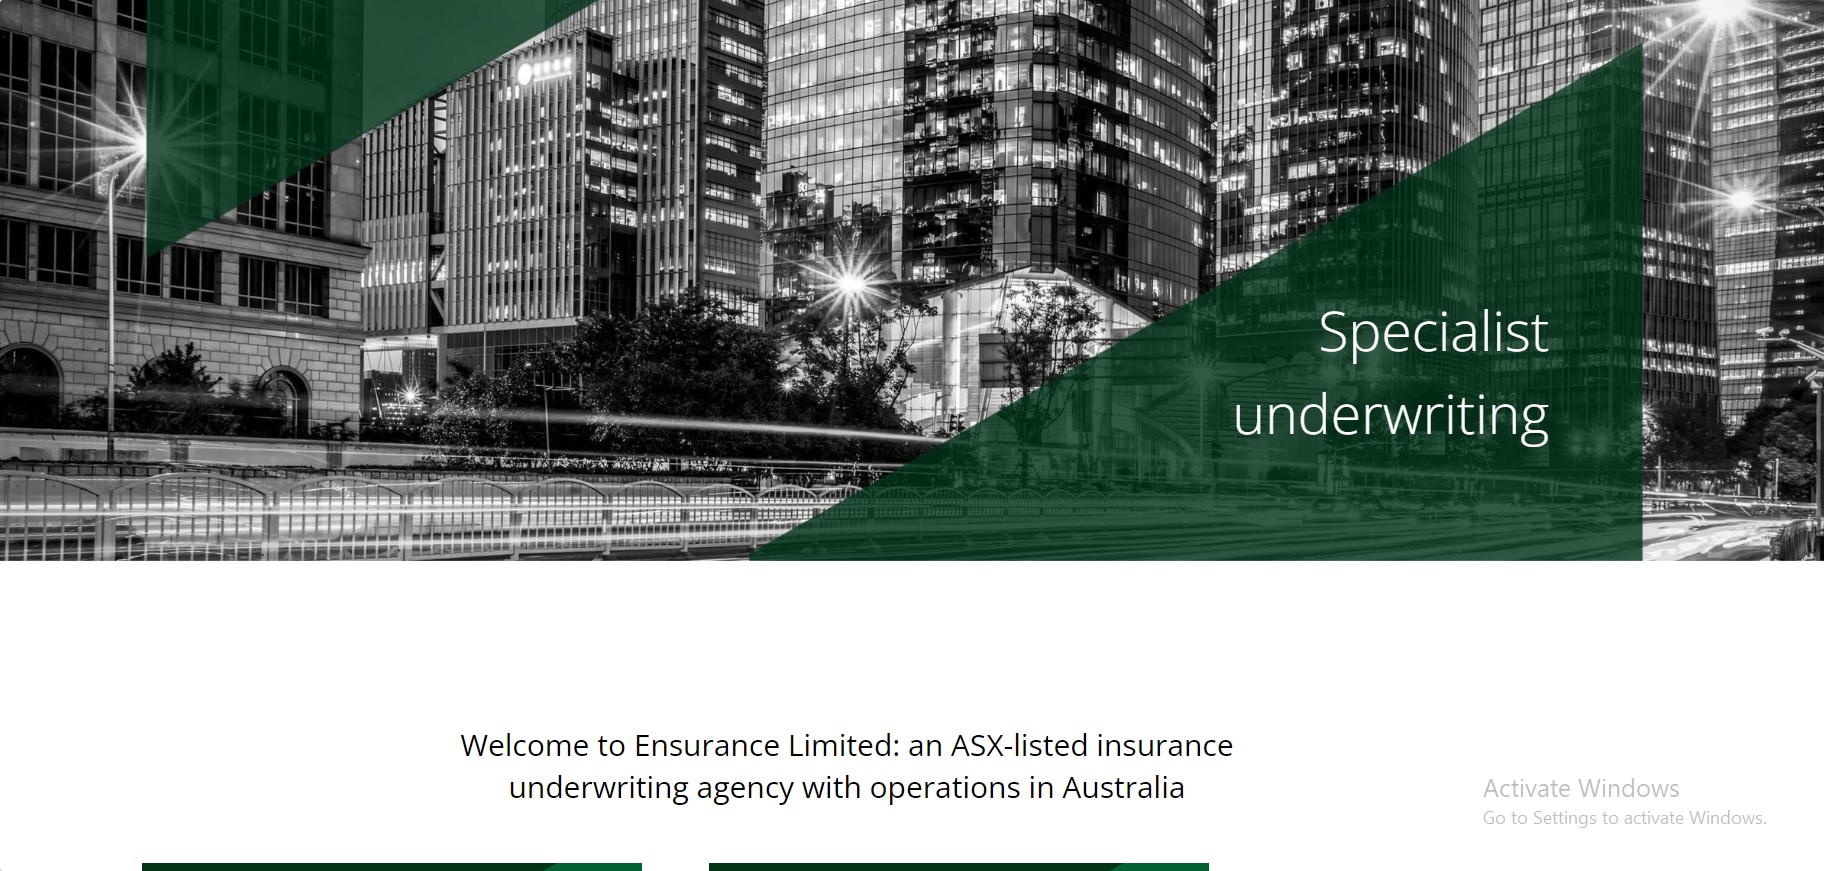 Specialist
underwriting
Welcome to Ensurance Limited: an ASX-listed insurance
underwriting agency with operations in Australia
Activate Windows
Go to Settings to activate Windows.